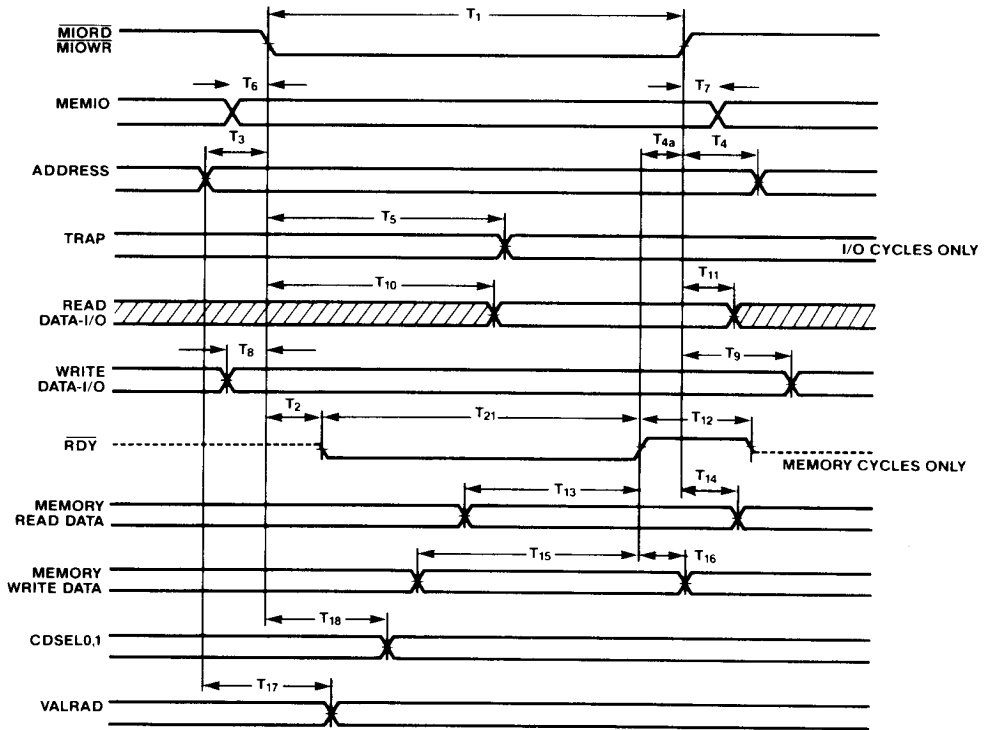 T1
MIORD
MIOWR
T6
T7
MEMIO
T3
T4a
T4
ADDRESS
T5
TRAP
I/O CYCLES ONLY
T10
T11
READ
DATA-I/O
T8
T9
WRITE
DATA-I/O
T2
T21
T12
RDY
MEMORY CYCLES ONLY
T13
T14
MEMORY
READ DATA
T15
T16
MEMORY
WRITE DATA
T18
CDSEL0,1
T17
VALRAD